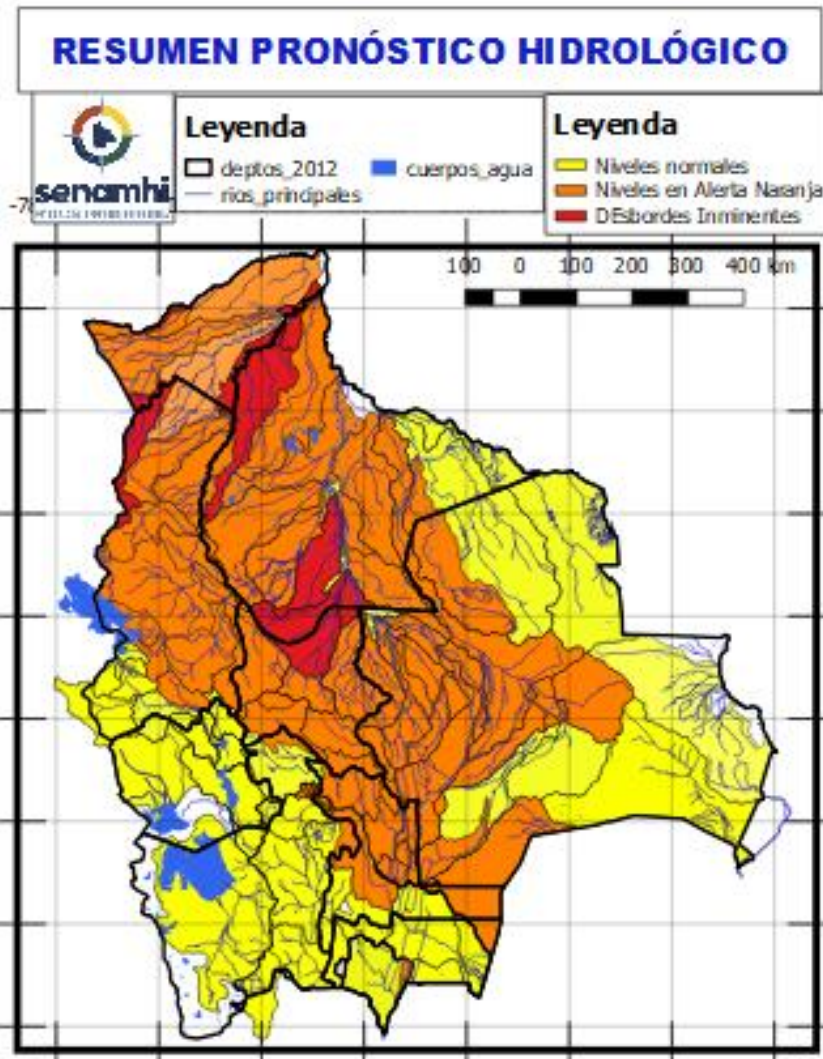 RESUMEN PRONÓSTICO HIDROLÓGICO
senamhi
Leyenda
deptos_2012
cuerpos_agua
rios_principales
Leyenda
Niveles normales
Niveles en Alerta Naranja
DEsbordes Inminentes
100 0 100 200 300 400 km